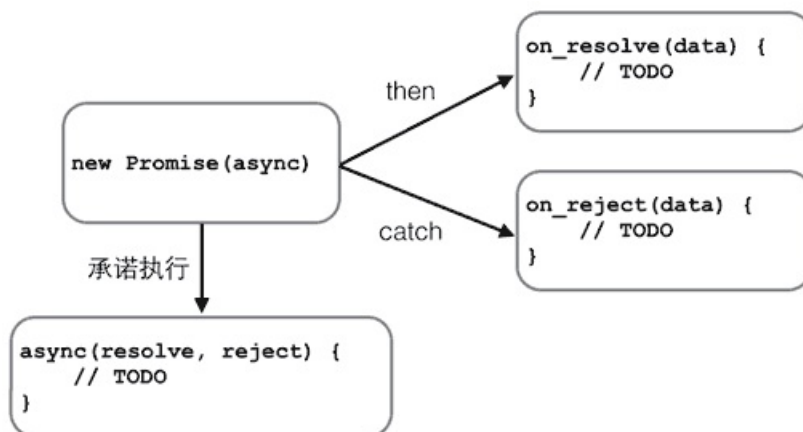 new Promise(async)
then
on_resolve(data) {
    // TODO
}
catch
on_reject(data) {
    // TODO
}
承诺执行
async(resolve, reject) {
    // TODO
}